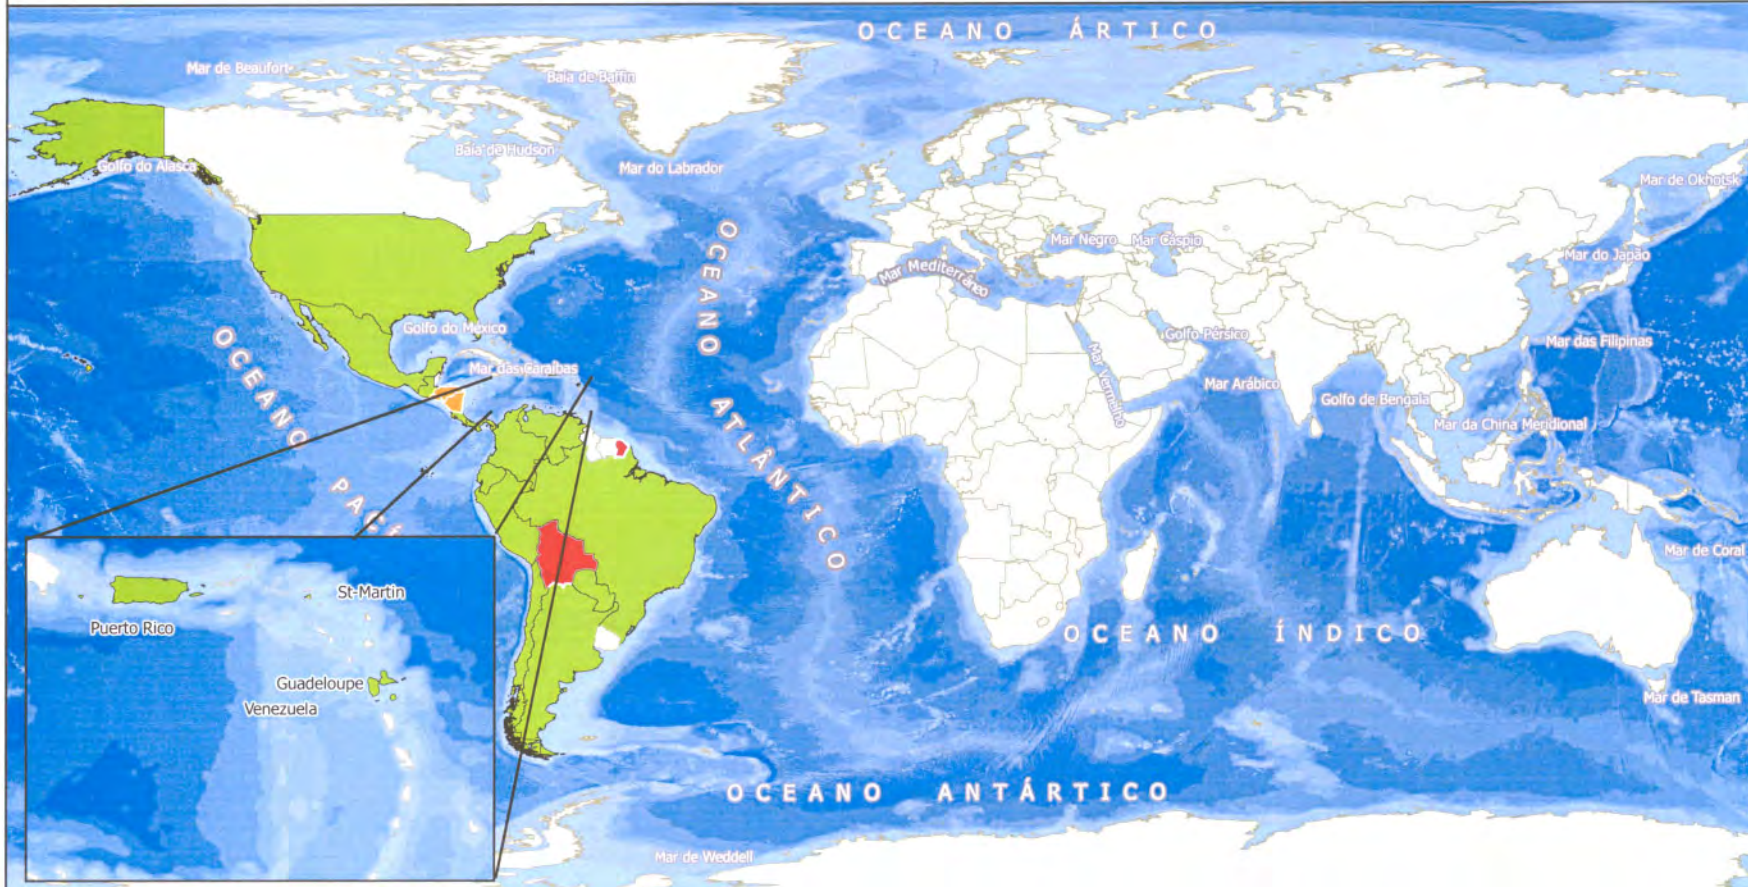 OCEANO ÁRTICO
Mar de Beaufort
Baía de Baffin
Golfo do Alasca
Baía de Hudson
Mar do Labrador
Mar de Okhotsk
Mar Negro
Mar Cáspio
Mar do Japão
Mar Mediterrâneo
OCEANO ATLÂNTICO
Golfo do México
Golfo Pérsico
Mar das Filipinas
Mar das Caraíbas
Mar Vermelho
Mar Arábico
Golfo de Bengala
Mar da China Meridional
OCEANO PACÍ
Mar de Coral
St-Martin
Puerto Rico
OCEANO ÍNDICO
Guadeloupe
Venezuela
Mar de Tasman
OCEANO ANTÁRTICO
Mar de Weddell